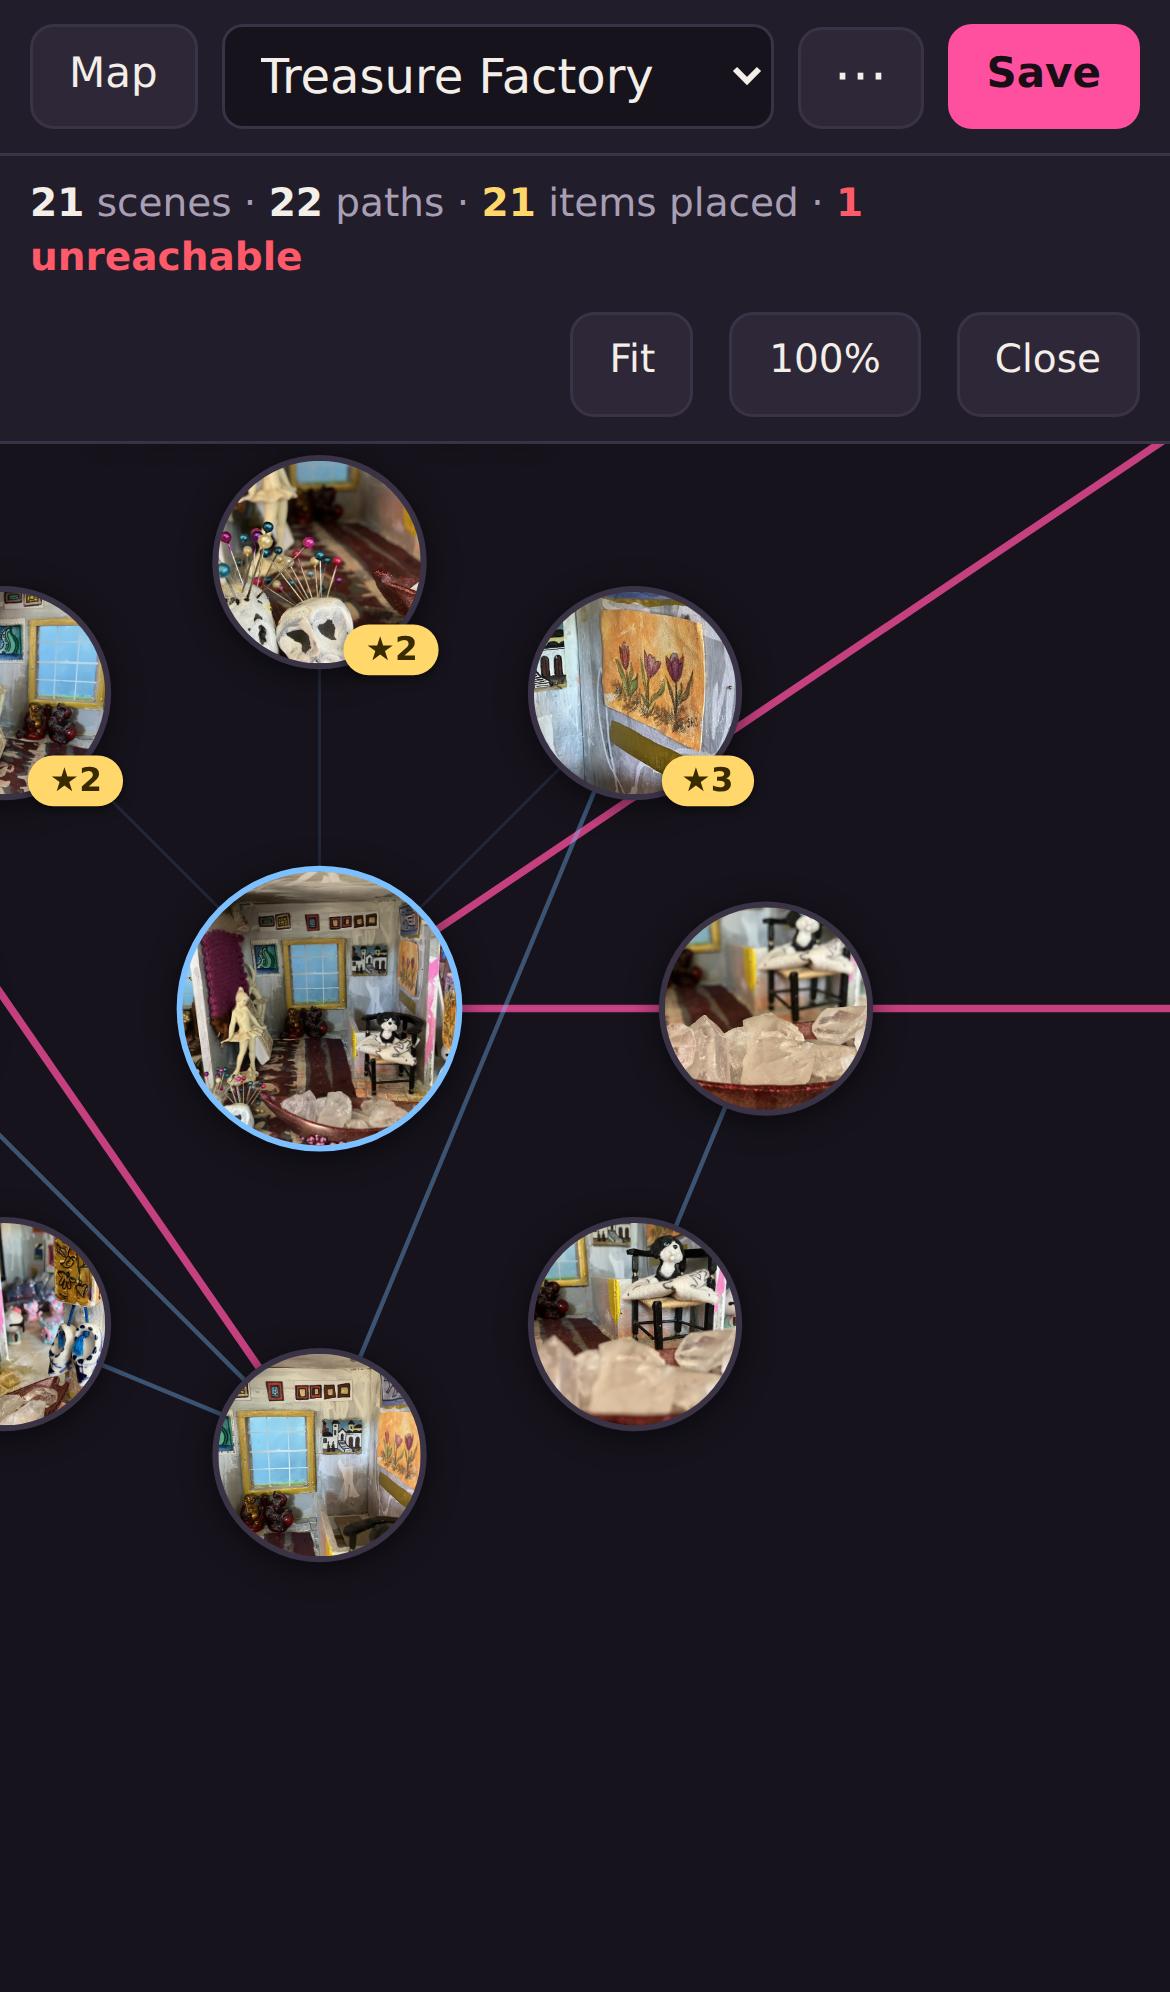 Map
Treasure Factory
⋯
Save
21 scenes · 22 paths · 21 items placed · 1
unreachable
Fit
100%
Close
★2
★3
★2